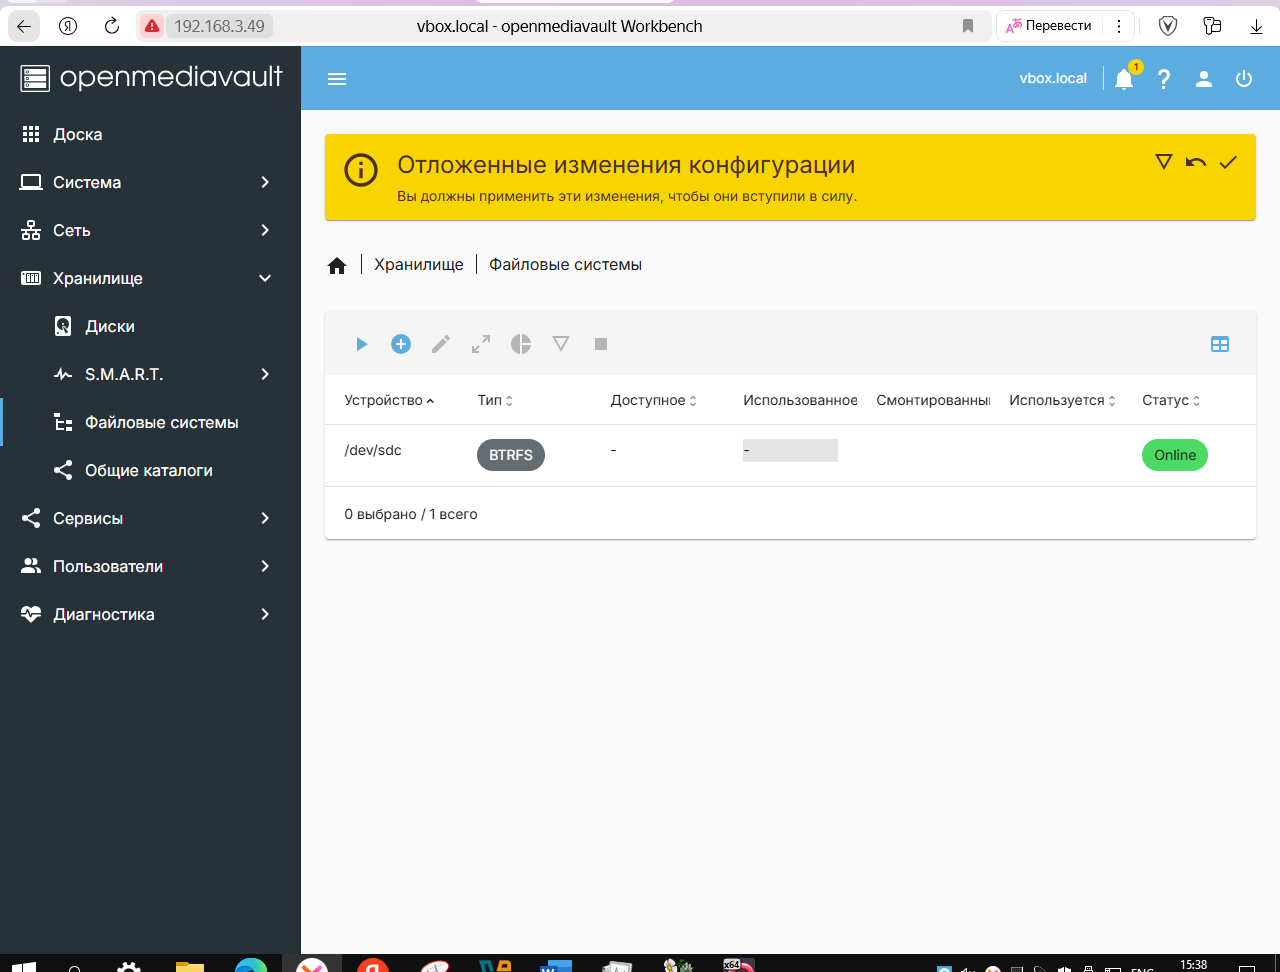 192.168.3.49
vbox.local - openmediavault Workbench
Перевести
openmediavault
vbox.local
1
Доска
Система
Сеть
Хранилище
Диски
S.M.A.R.T.
Файловые системы
Общие каталоги
Сервисы
Пользователи
Диагностика
Отложенные изменения конфигурации
Вы должны применить эти изменения, чтобы они вступили в силу.
Хранилище | Файловые системы
Устройство Тип Доступное Использованное Смонтированны Используется Статус
/dev/sdc BTRFS - - Online
0 выбрано / 1 всего
x64
15:38